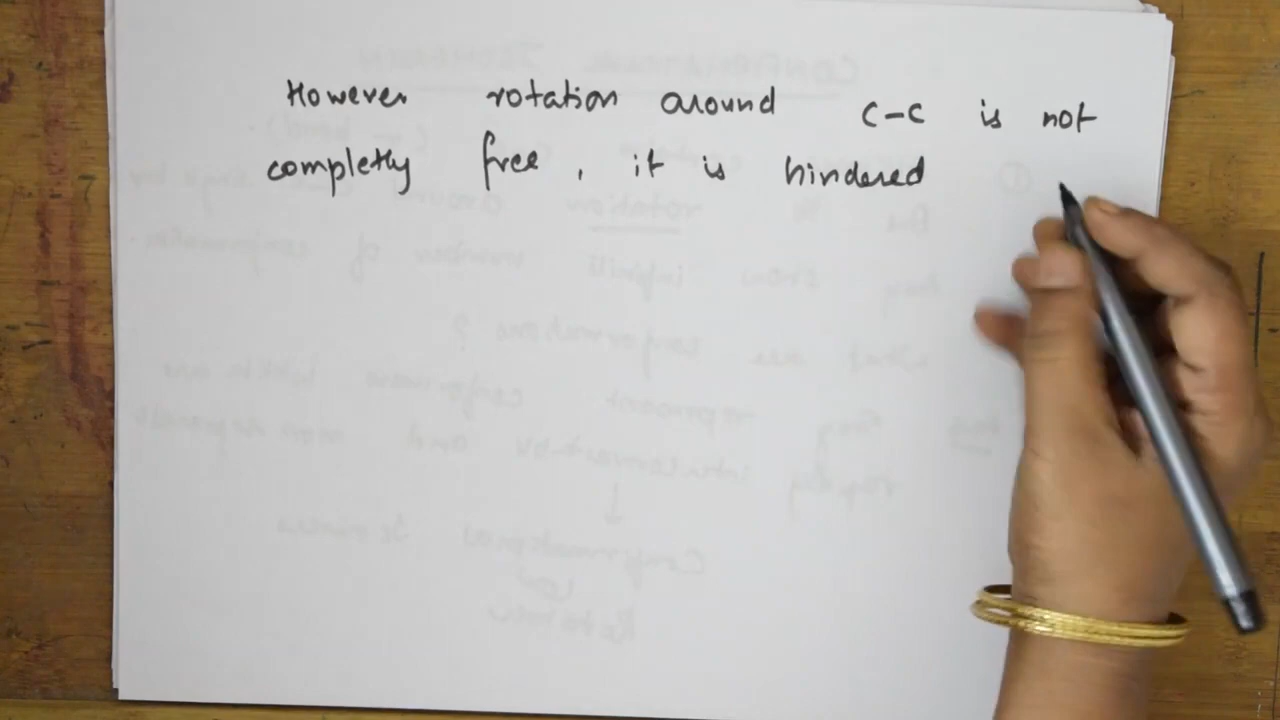 However rotation around C-C is not
completly free, it is hindered